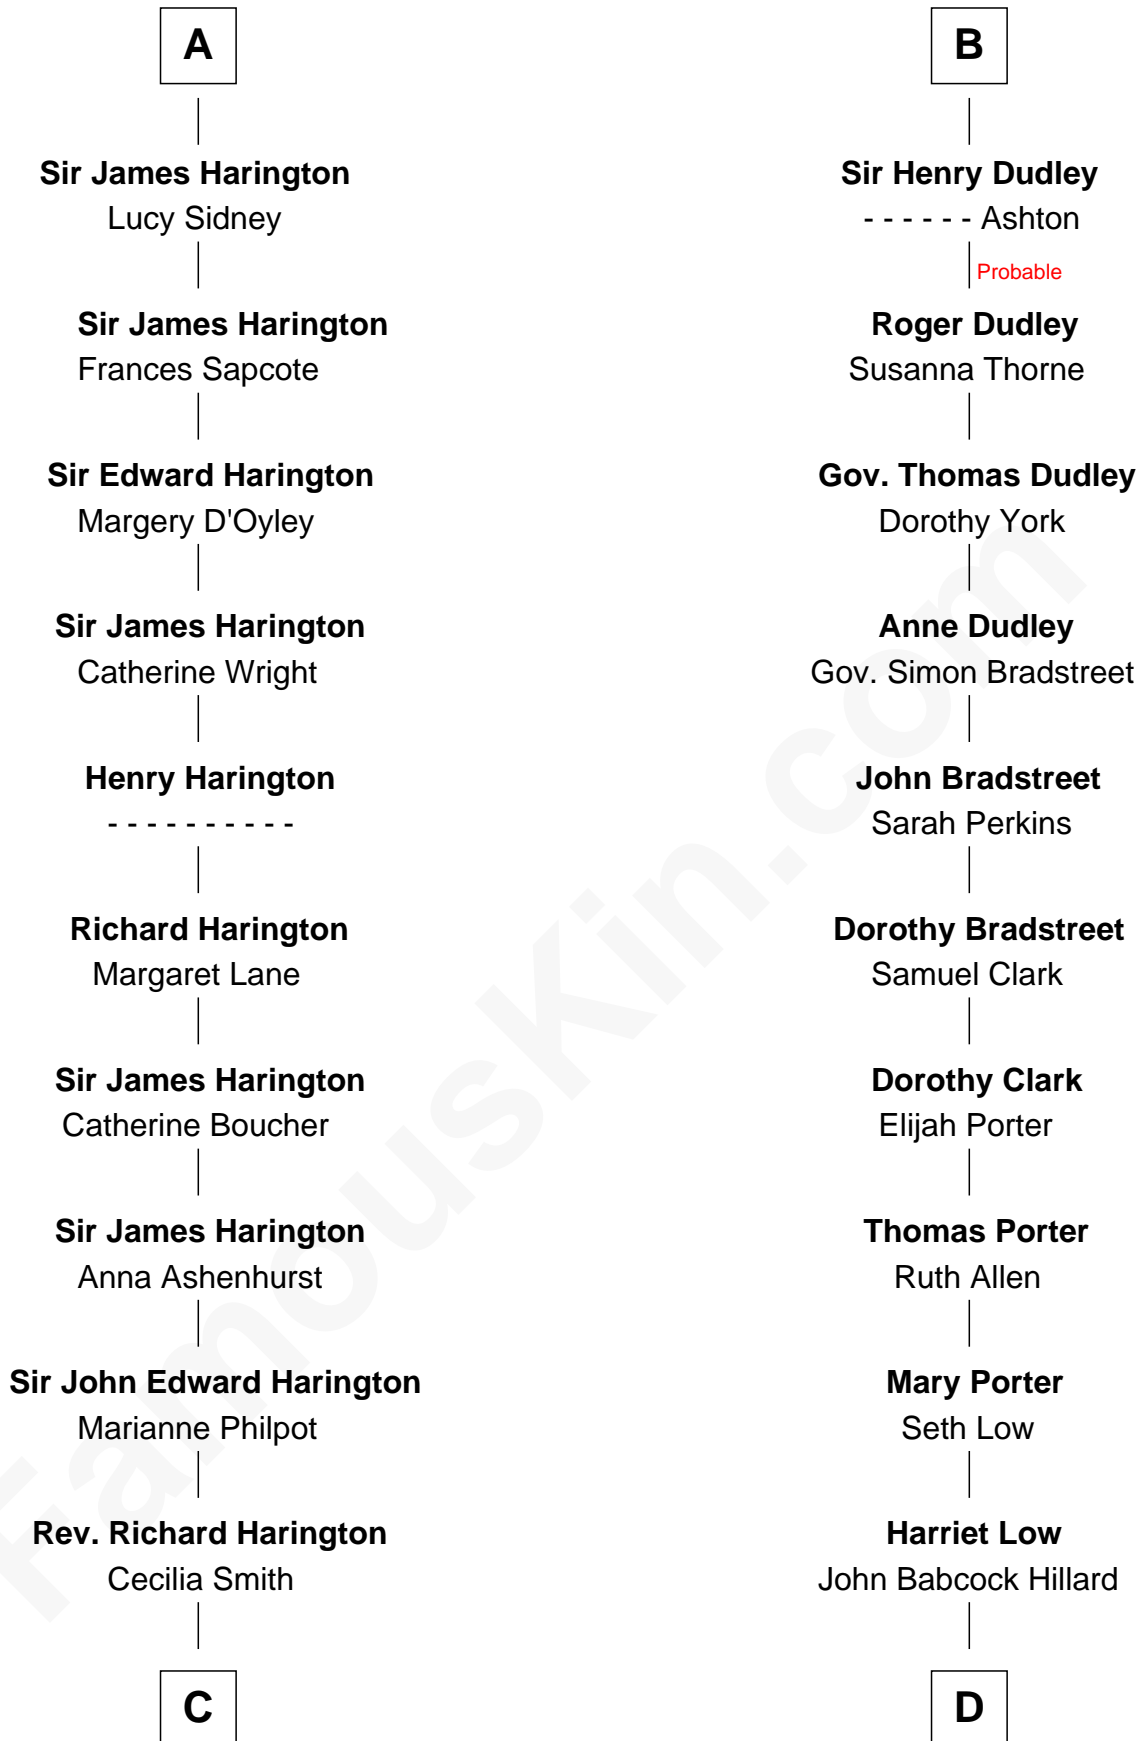 A
Sir James Harington
Lucy Sidney
Sir James Harington
Frances Sapcote
Sir Edward Harington
Margery D'Oyley
Sir James Harington
Catherine Wright
Henry Harington
- - - - - - - - - -
Richard Harington
Margaret Lane
Sir James Harington
Catherine Boucher
Sir James Harington
Anna Ashenhurst
Sir John Edward Harington
Marianne Philpot
Rev. Richard Harington
Cecilia Smith
C
B
Sir Henry Dudley
- - - - - - Ashton
Probable
Roger Dudley
Susanna Thorne
Gov. Thomas Dudley
Dorothy York
Anne Dudley
Gov. Simon Bradstreet
John Bradstreet
Sarah Perkins
Dorothy Bradstreet
Samuel Clark
Dorothy Clark
Elijah Porter
Thomas Porter
Ruth Allen
Mary Porter
Seth Low
Harriet Low
John Babcock Hillard
D
FamousKin.com